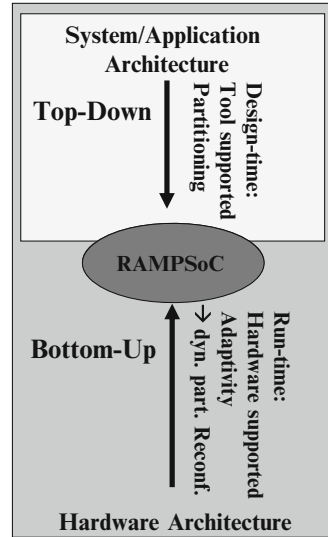 System/Application
Architecture
Top-Down
Design-time:
Tool supported
Partitioning
RAMPSoC
Bottom-Up
Run-time:
Hardware supported
Adaptivity
→ dyn. part. Reconf.
Hardware Architecture